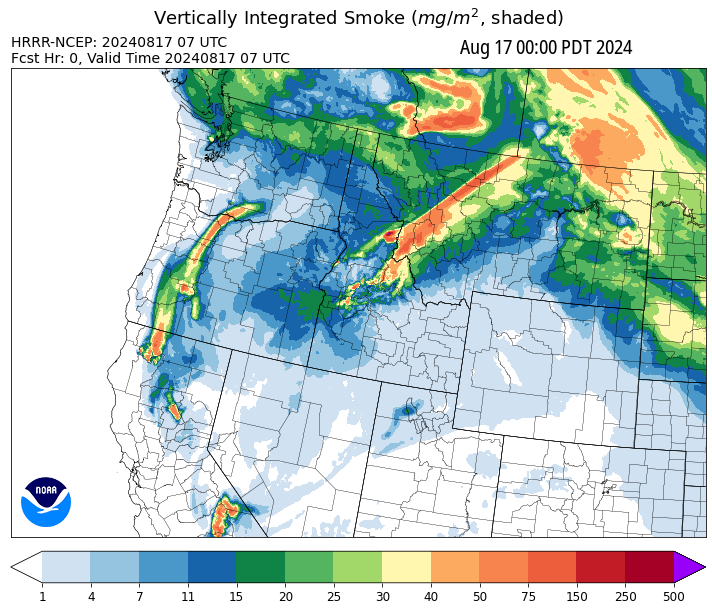 Vertically Integrated Smoke (mg/m², shaded)
HRRR-NCEP: 20240817 07 UTC
Aug 17 00:00 PDT 2024
Fcst Hr: 0, Valid Time 20240817 07 UTC
NOAA
1 4 7 11 15 20 25 30 40 50 75 150 250 500